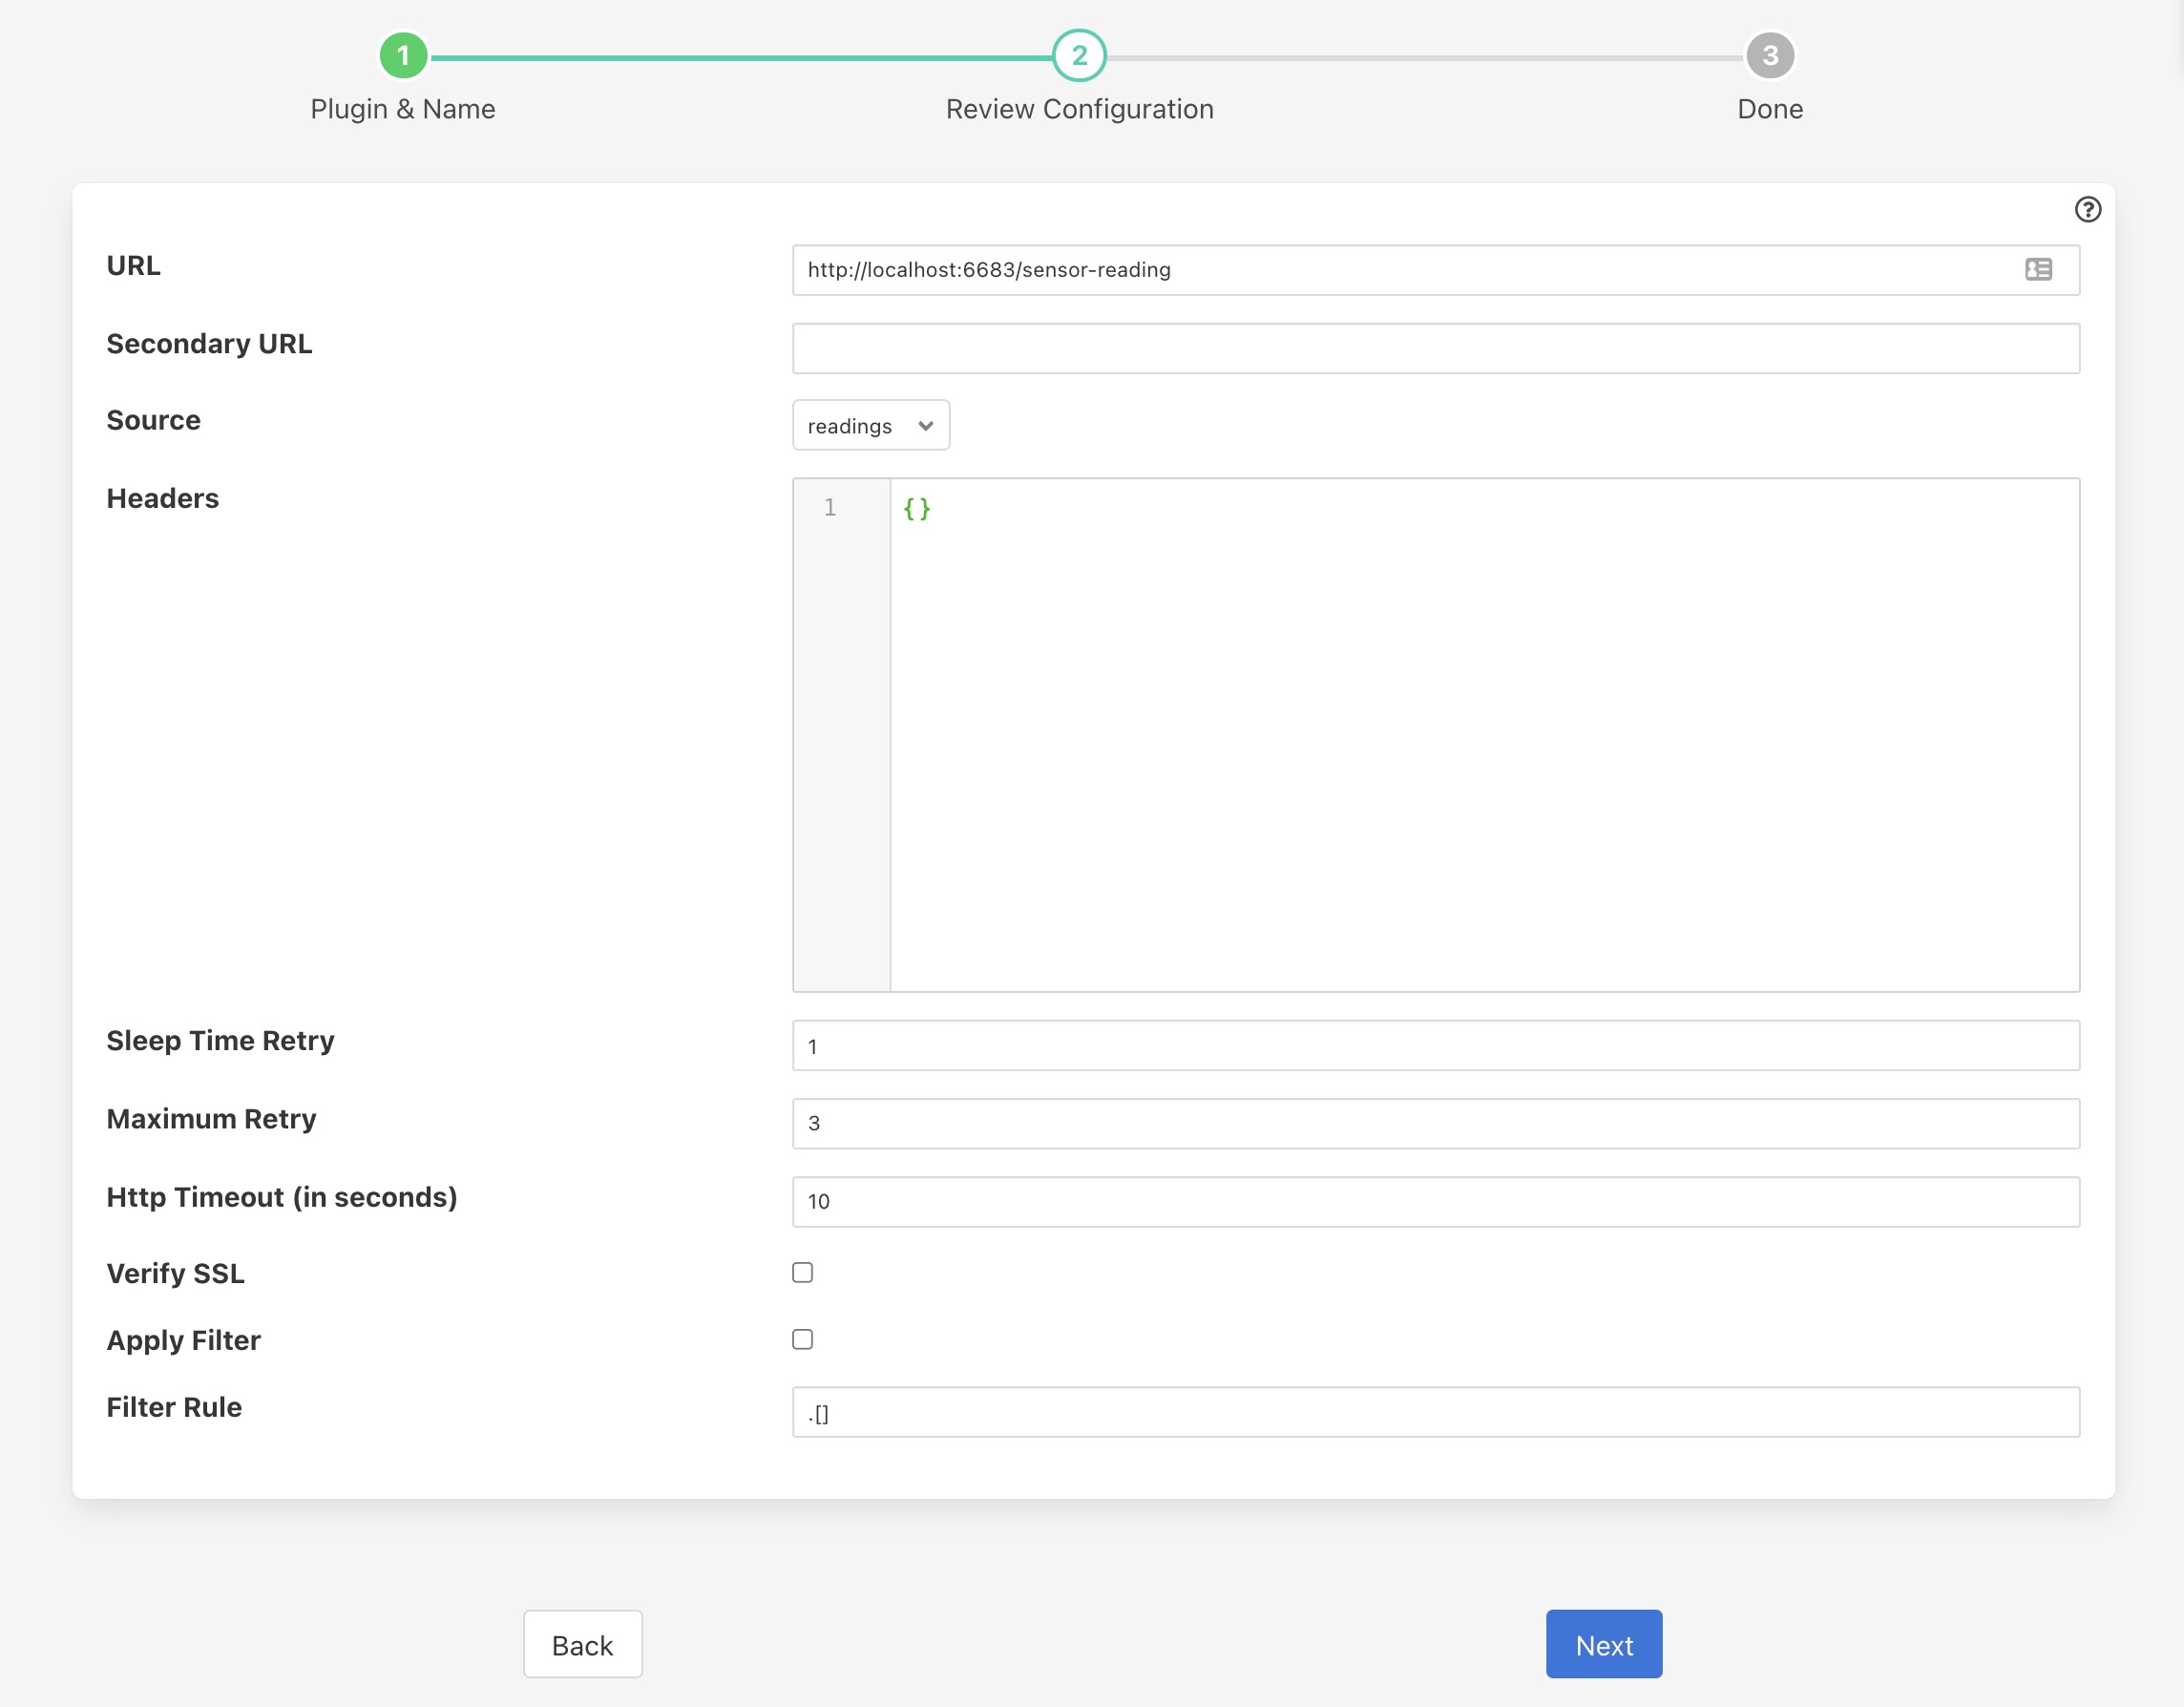 1
2
3
Plugin & Name
Review Configuration
Done
URL
http://localhost:6683/sensor-reading
Secondary URL
Source
readings
Headers
1
{}
Sleep Time Retry
1
Maximum Retry
3
Http Timeout (in seconds)
10
Verify SSL
Apply Filter
Filter Rule
.[]
Back
Next